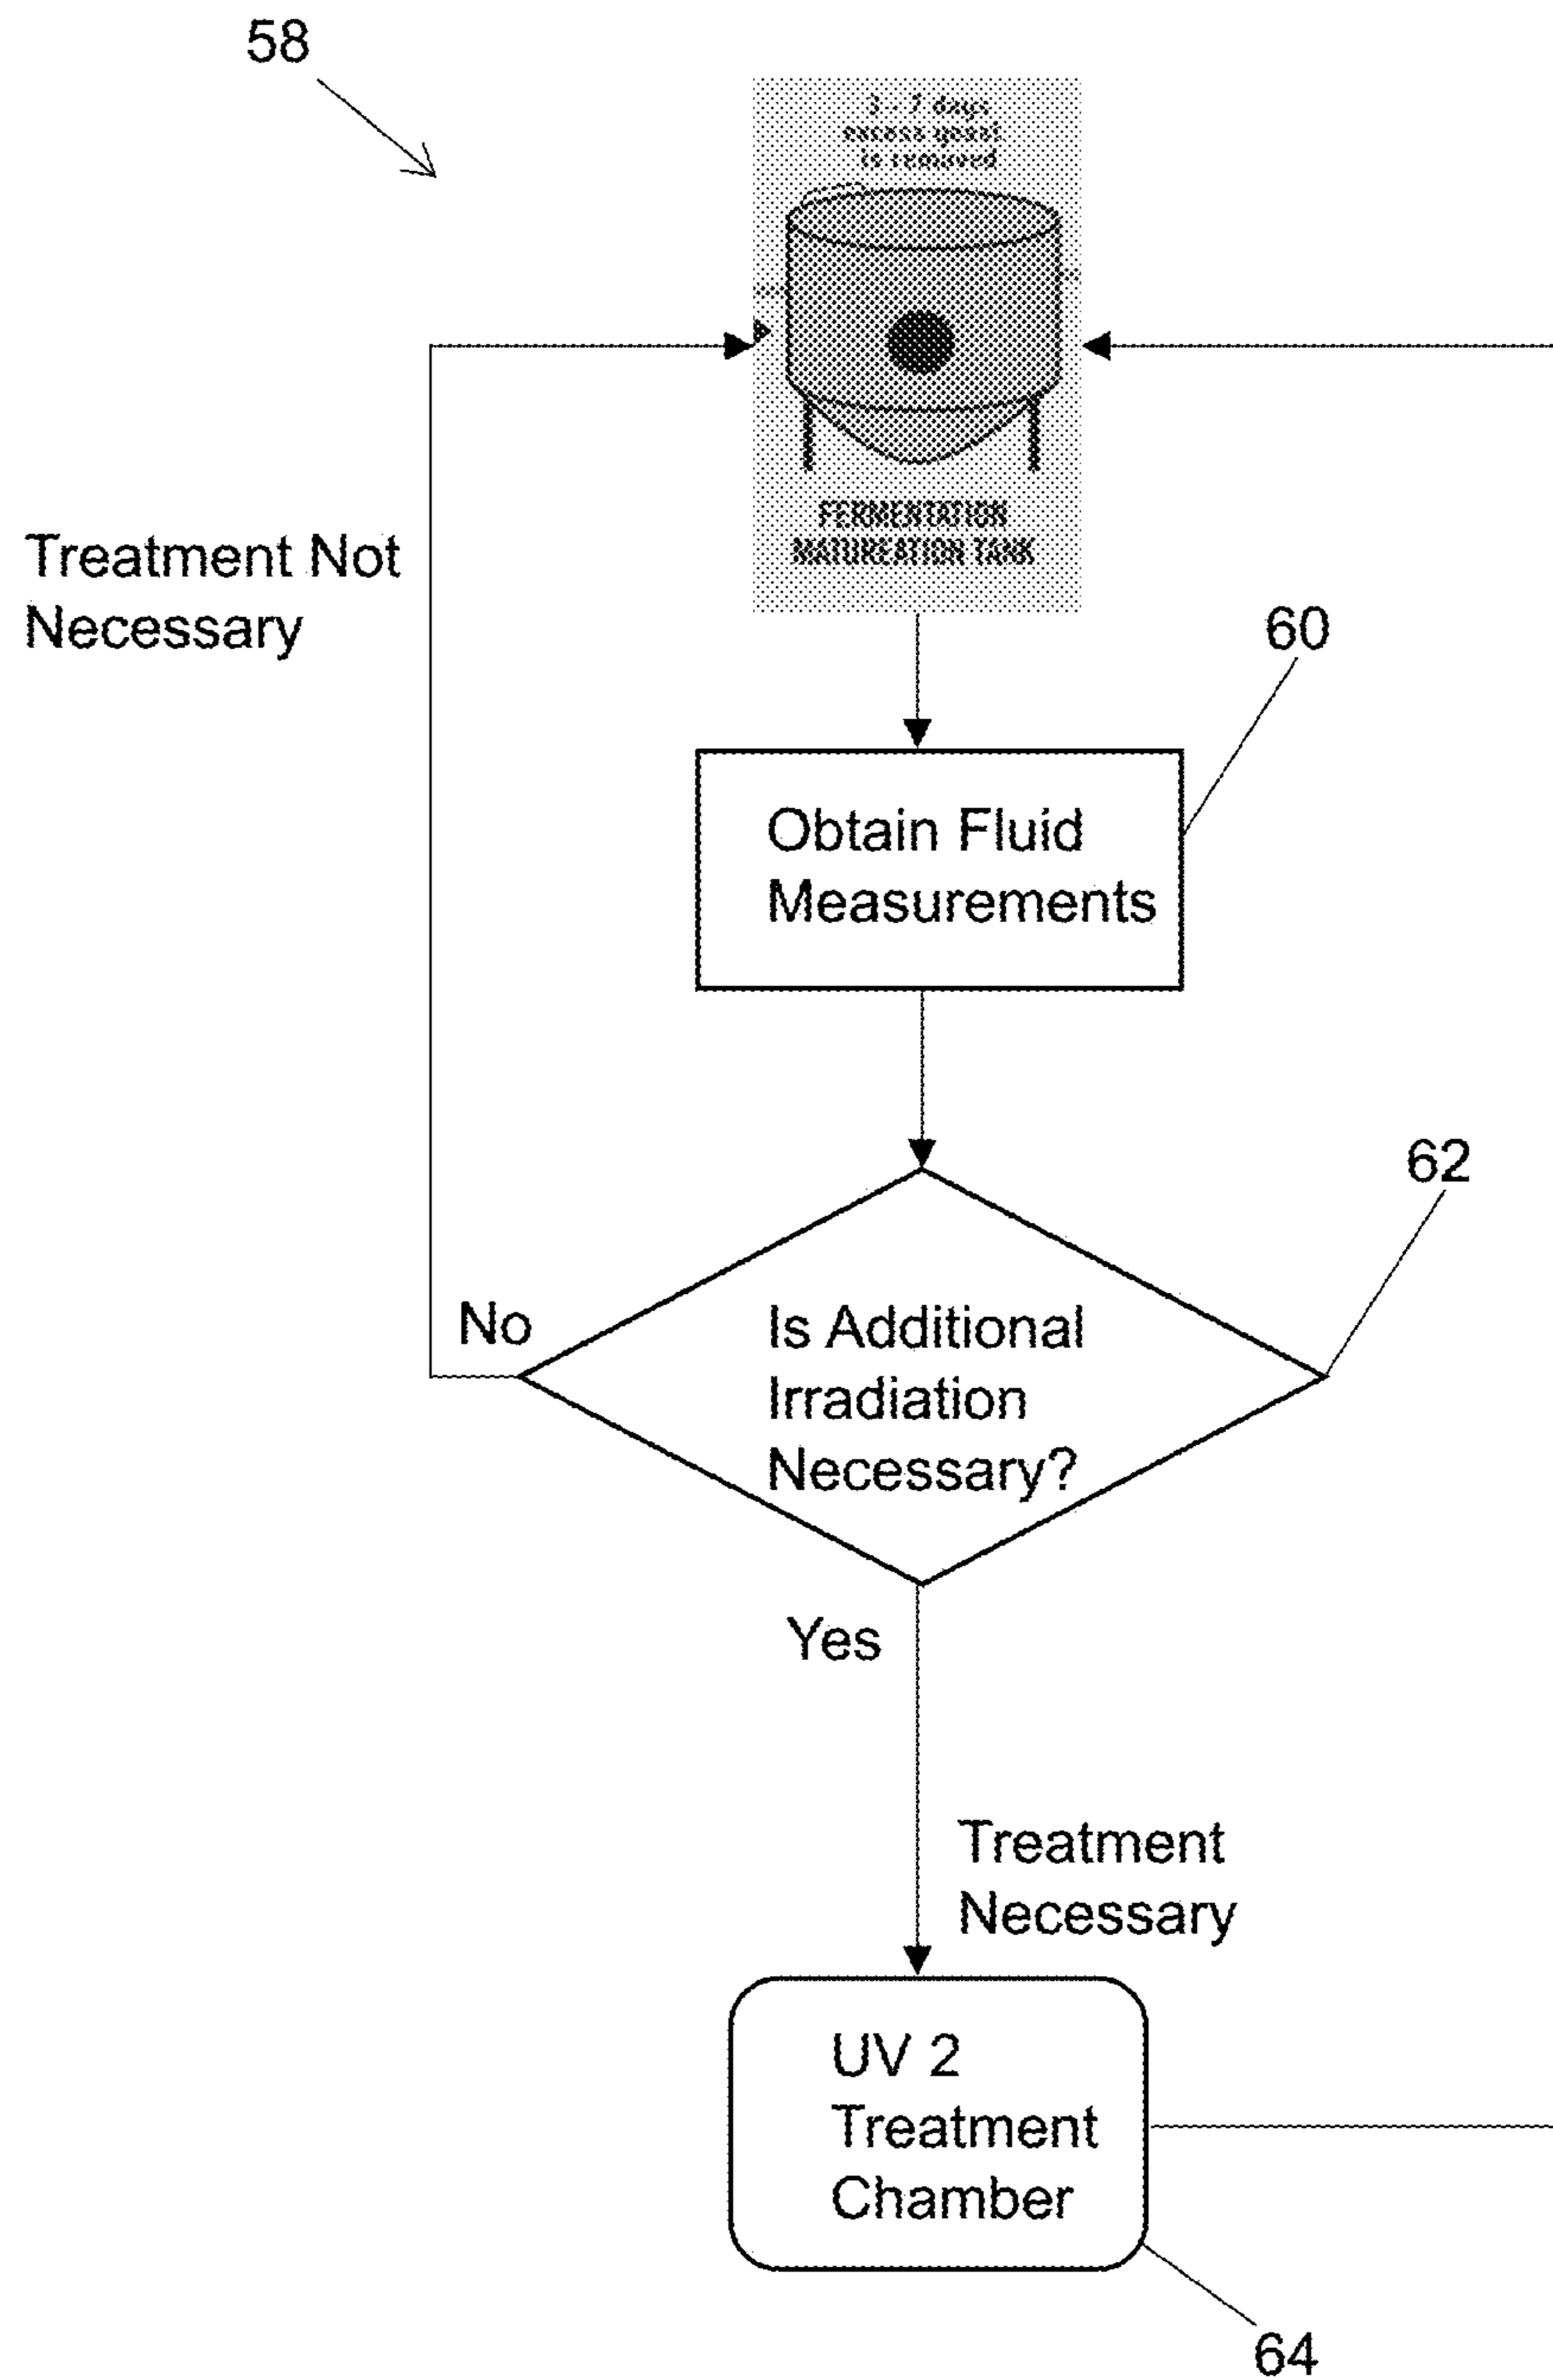 58
3 - 7 days
excess yeast
is removed
FERMENTATION
MATUREATION TANK
Treatment Not
Necessary
60
Obtain Fluid
Measurements
62
No
Is Additional
Irradiation
Necessary?
Yes
Treatment
Necessary
UV 2
Treatment
Chamber
64